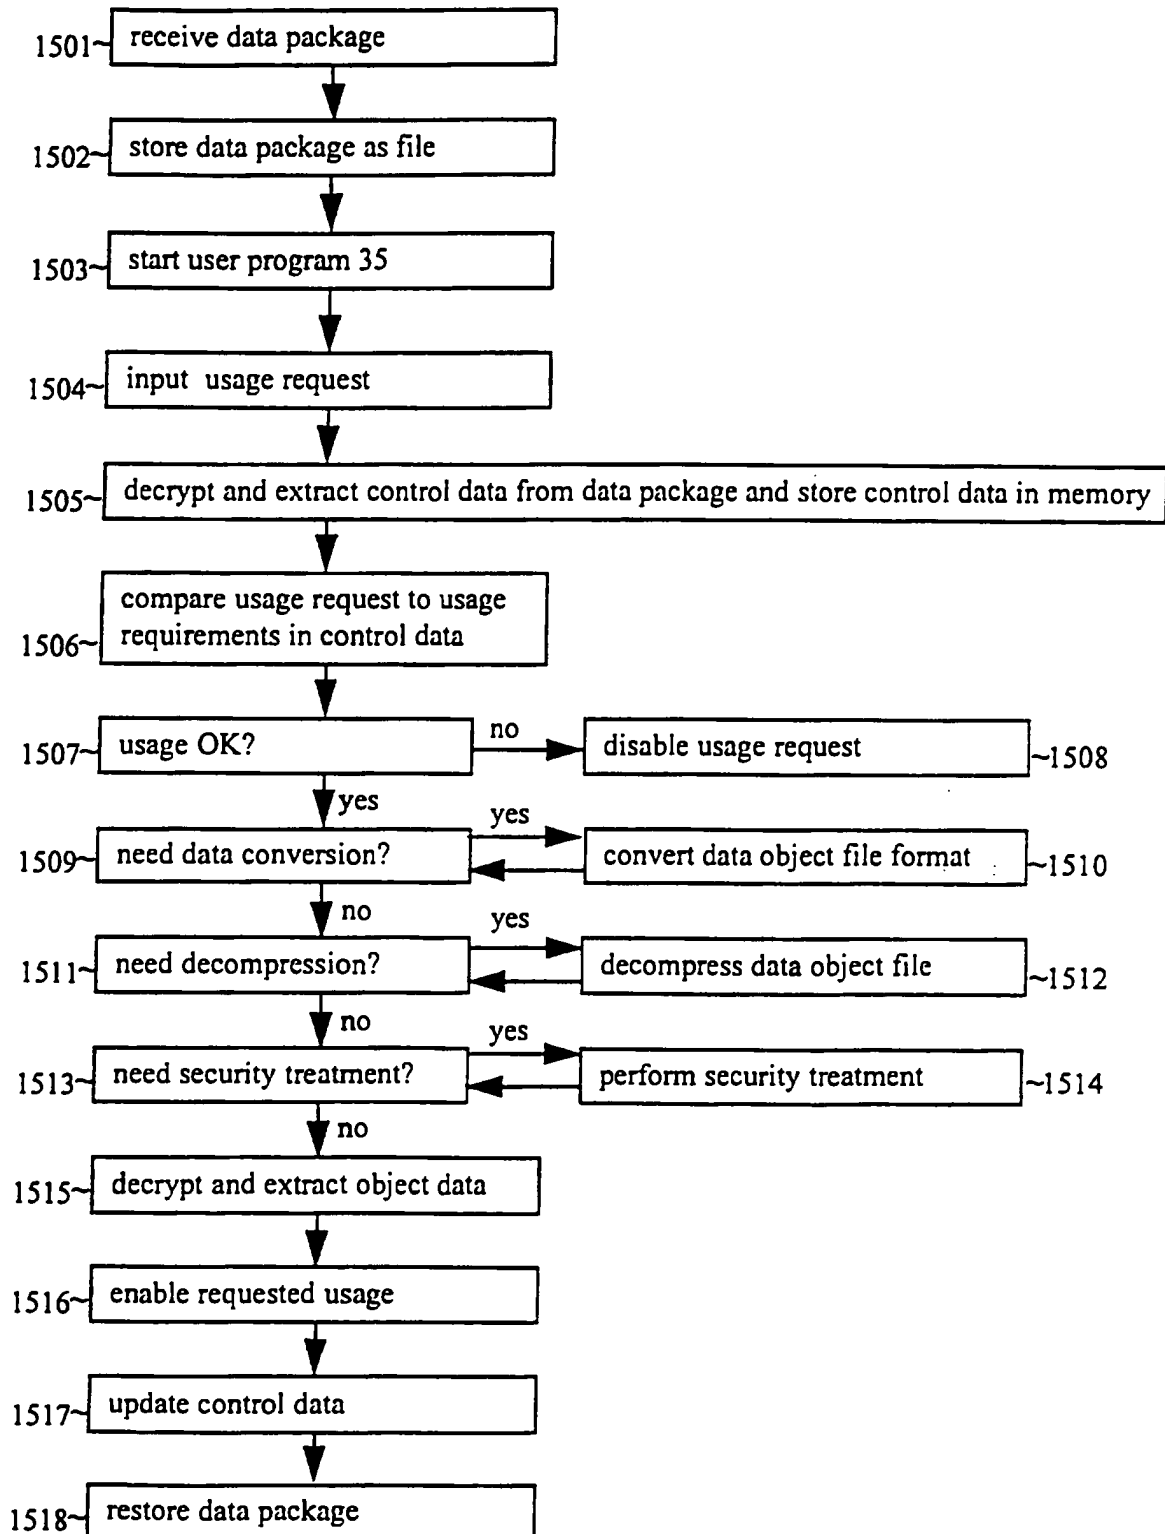 1501~ receive data package
1502~ store data package as file
1503~ start user program 35
1504~ input usage request
1505~ decrypt and extract control data from data package and store control data in memory
compare usage request to usage
1506~ requirements in control data
1507~ usage OK? no disable usage request ~1508
yes
1509~ need data conversion? yes convert data object file format ~1510
no
1511~ need decompression? yes decompress data object file ~1512
no
1513~ need security treatment? yes perform security treatment ~1514
no
1515~ decrypt and extract object data
1516~ enable requested usage
1517~ update control data
1518~ restore data package